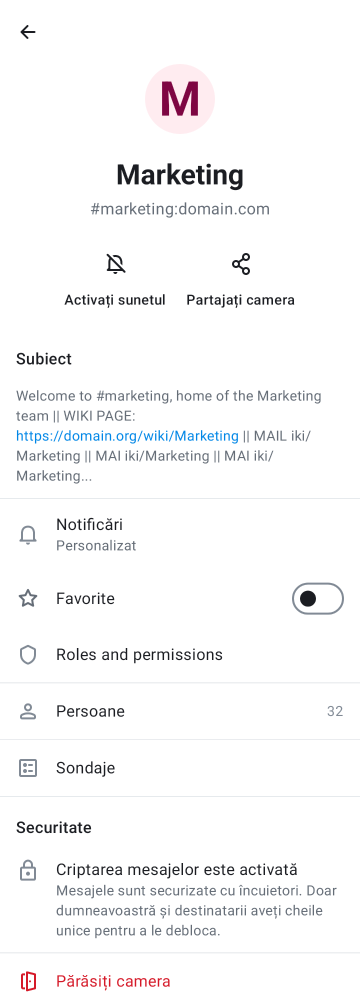 M
Marketing
#marketing:domain.com
Activați sunetul
Partajați camera
Subiect
Welcome to #marketing, home of the Marketing
team || WIKI PAGE:
https://domain.org/wiki/Marketing || MAIL iki/
Marketing || MAI iki/Marketing || MAI iki/
Marketing...
Notificări
Personalizat
Favorite
Roles and permissions
Persoane 32
Sondaje
Securitate
Criptarea mesajelor este activată
Mesajele sunt securizate cu încuietori. Doar
dumneavoastră și destinatarii aveți cheile
unice pentru a le debloca.
Părăsiți camera